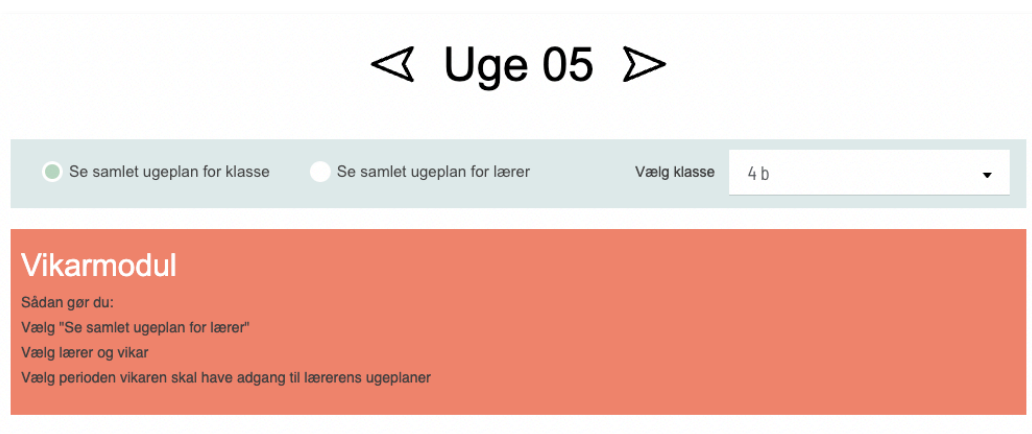 Uge 05
Se samlet ugeplan for klasse Se samlet ugeplan for lærer Vælg klasse 4 b
Vikarmodul
Sådan gør du:
Vælg "Se samlet ugeplan for lærer"
Vælg lærer og vikar
Vælg perioden vikaren skal have adgang til lærerens ugeplaner